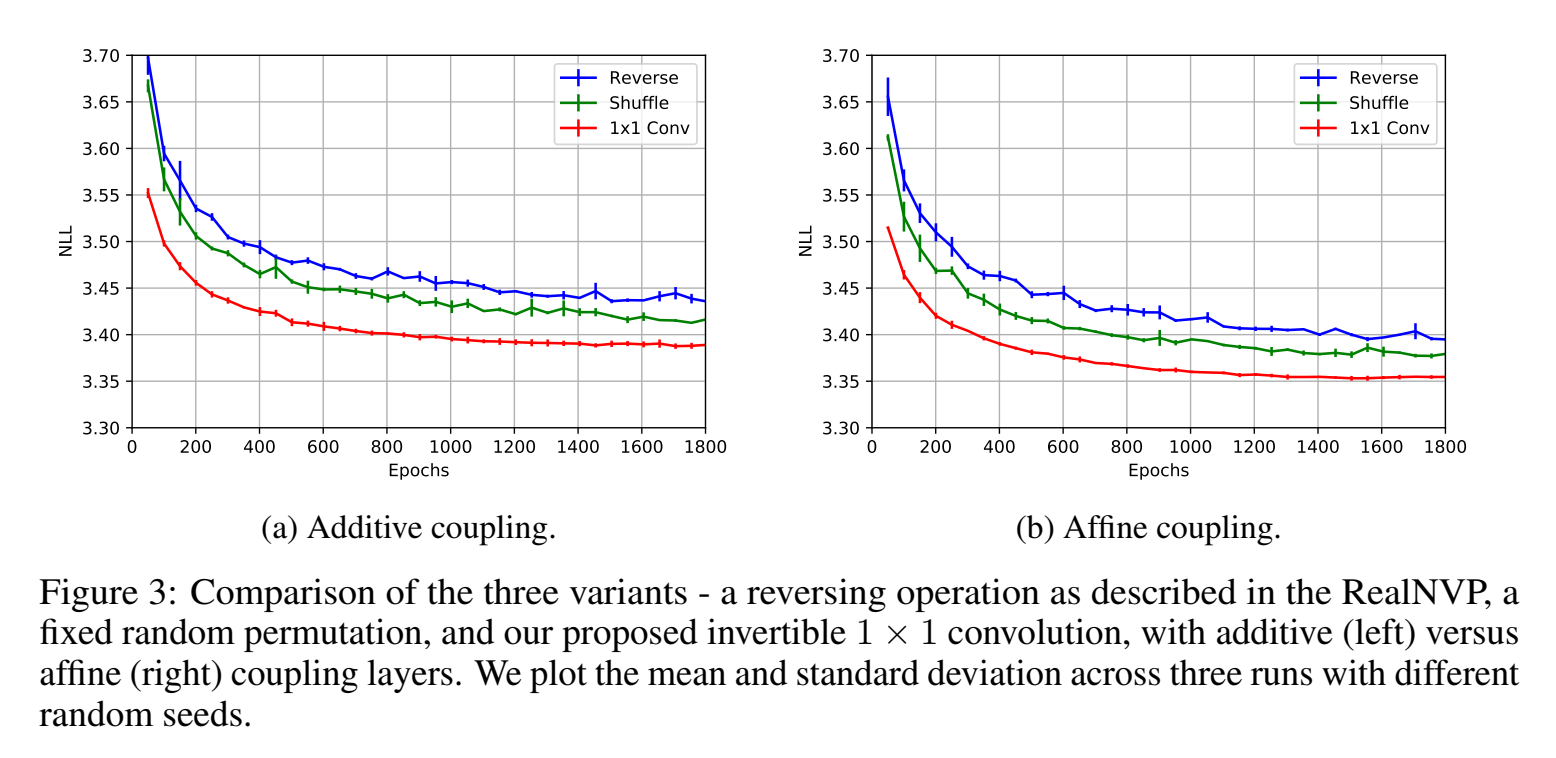 3.70
3.65
3.60
3.55
3.50
3.45
3.40
3.35
3.30
NLL
0 200 400 600 800 1000 1200 1400 1600 1800
Epochs
Reverse
Shuffle
1x1 Conv
(a) Additive coupling.
3.70
3.65
3.60
3.55
3.50
3.45
3.40
3.35
3.30
NLL
0 200 400 600 800 1000 1200 1400 1600 1800
Epochs
Reverse
Shuffle
1x1 Conv
(b) Affine coupling.
Figure 3: Comparison of the three variants - a reversing operation as described in the RealNVP, a
fixed random permutation, and our proposed invertible 1 × 1 convolution, with additive (left) versus
affine (right) coupling layers. We plot the mean and standard deviation across three runs with different
random seeds.